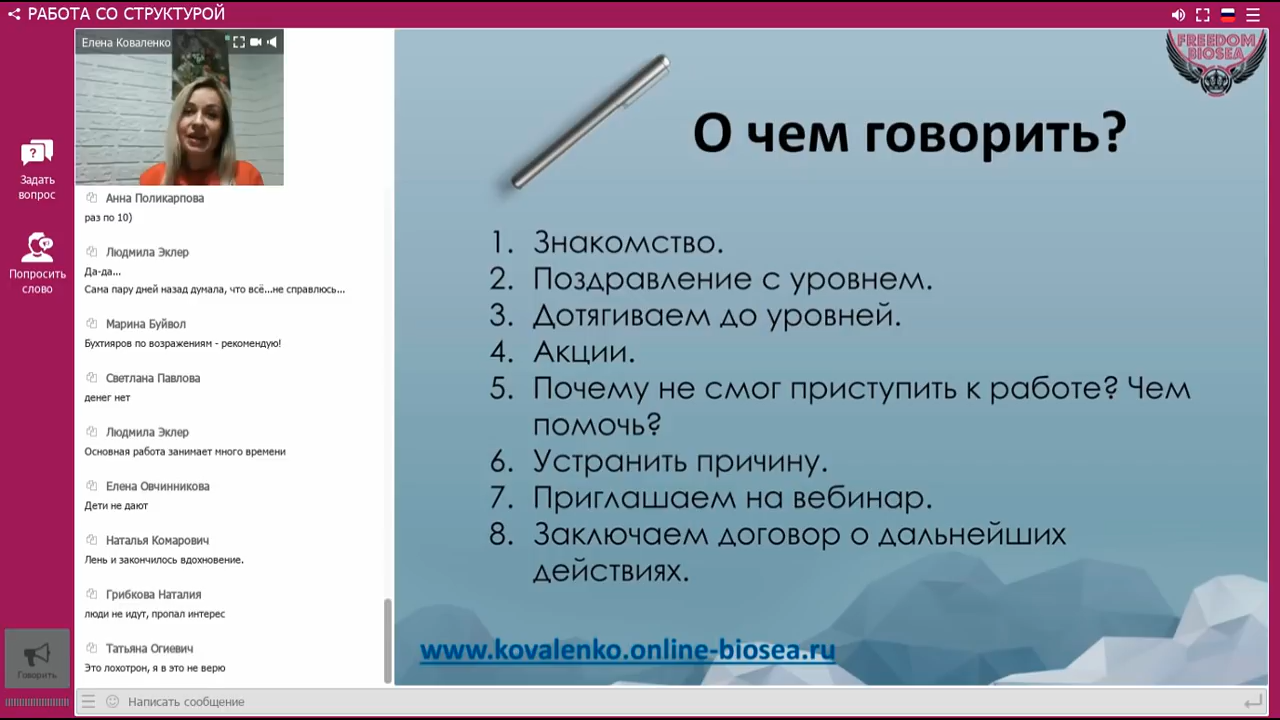 РАБОТА СО СТРУКТУРОЙ
Елена Коваленко
Задать
вопрос
Попросить
слово
Говорить
Анна Поликарпова
раз по 10)
Людмила Эклер
Да-да...
Сама пару дней назад думала, что всё...не справлюсь...
Марина Буйвол
Бухтияров по возражениям - рекомендую!
Светлана Павлова
денег нет
Людмила Эклер
Основная работа занимает много времени
Елена Овчинникова
Дети не дают
Наталья Комарович
Лень и закончилось вдохновение.
Грибкова Наталия
люди не идут, пропал интерес
Татьяна Огиевич
Это лохотрон, я в это не верю
Написать сообщение
FREEDOM
BIOSEA
О чем говорить?
1. Знакомство.
2. Поздравление с уровнем.
3. Дотягиваем до уровней.
4. Акции.
5. Почему не смог приступить к работе? Чем
помочь?
6. Устранить причину.
7. Приглашаем на вебинар.
8. Заключаем договор о дальнейших
действиях.
www.kovalenko.online-biosea.ru